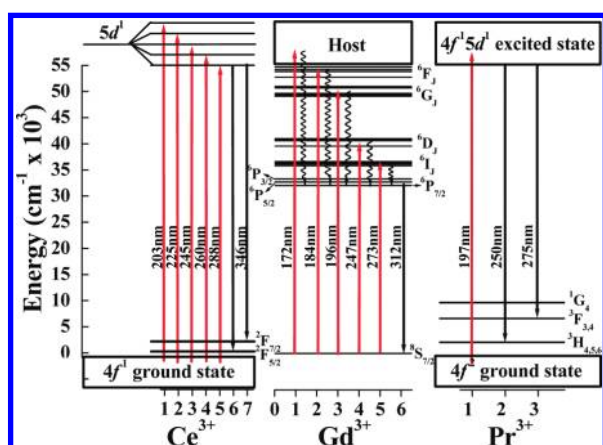 5d¹
Host
4f¹5d¹ excited state
Energy (cm⁻¹ x 10³)
55
50
45
40
35
30
25
20
15
10
5
0
203nm
225nm
245nm
260nm
288nm
346nm
²F₇/₂
²F₅/₂
4f¹ ground state
1 2 3 4 5 6 7
Ce³⁺
⁶F_J
⁶G_J
⁶D_J
⁶I_J
⁶P₃/₂
⁶P₅/₂
⁶P₇/₂
172nm
184nm
196nm
247nm
273nm
312nm
⁸S₇/₂
0 1 2 3 4 5 6
Gd³⁺
197nm
250nm
275nm
¹G₄
³F₃,₄
³H₄,₅,₆
4f² ground state
1 2 3
Pr³⁺